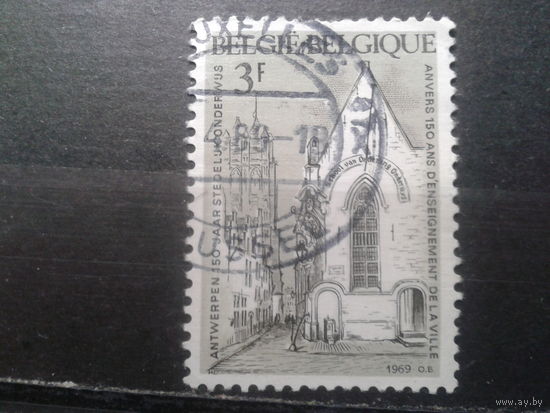 BELGIË-BELGIQUE
3F
ANTWERPEN 150 JAAR STEDELIJK ONDERWIJS
ANVERS 150 ANS D'ENSEIGNEMENT DE LA VILLE
1969 O.B.
www.ay.by